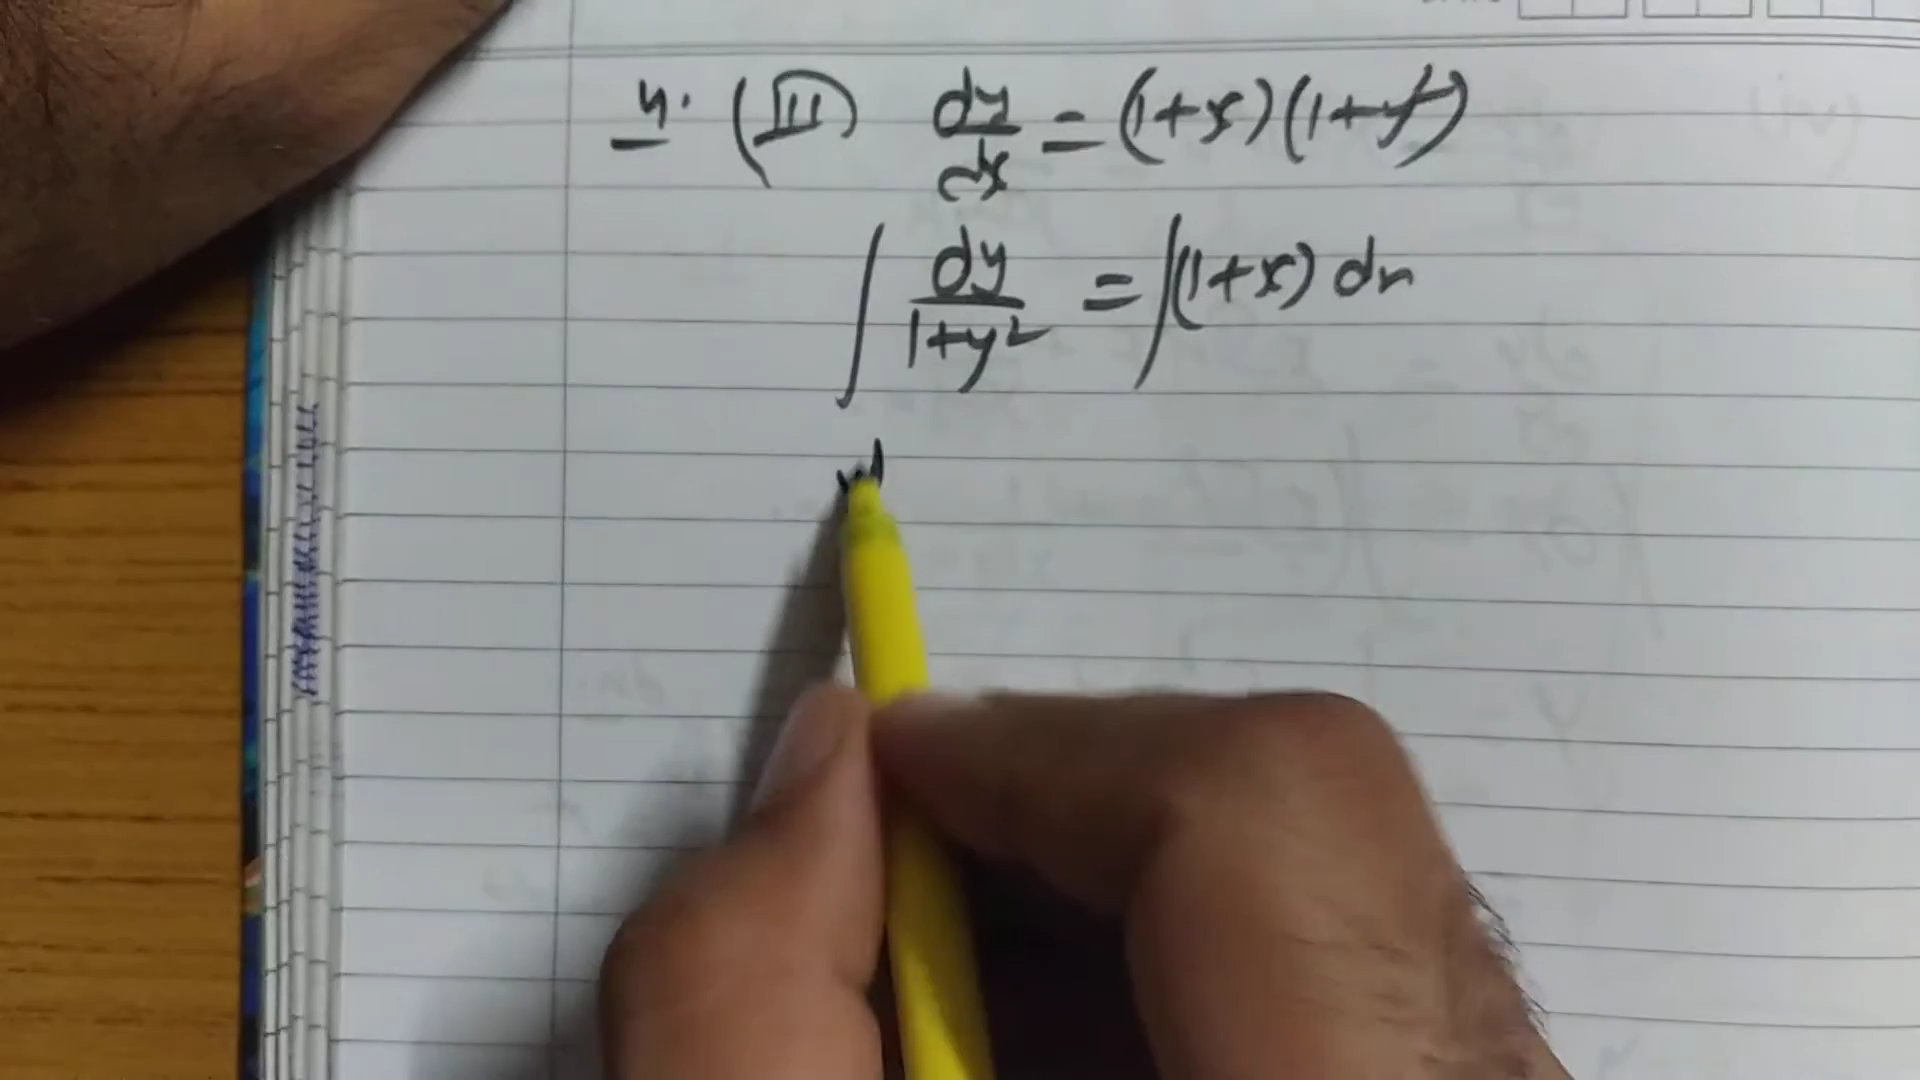 4. (III) dy/dx = (1+x)(1+y²)
∫ dy/1+y² = ∫(1+x) dx